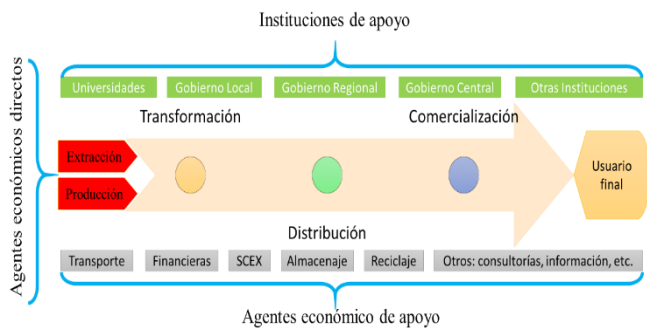 Instituciones de apoyo
Agentes económicos directos
Universidades
Gobierno Local
Gobierno Regional
Gobierno Central
Otras Instituciones
Transformación
Comercialización
Extracción
Producción
Usuario
final
Distribución
Transporte
Financieras
SCEX
Almacenaje
Reciclaje
Otros: consultorías, información, etc.
Agentes económico de apoyo